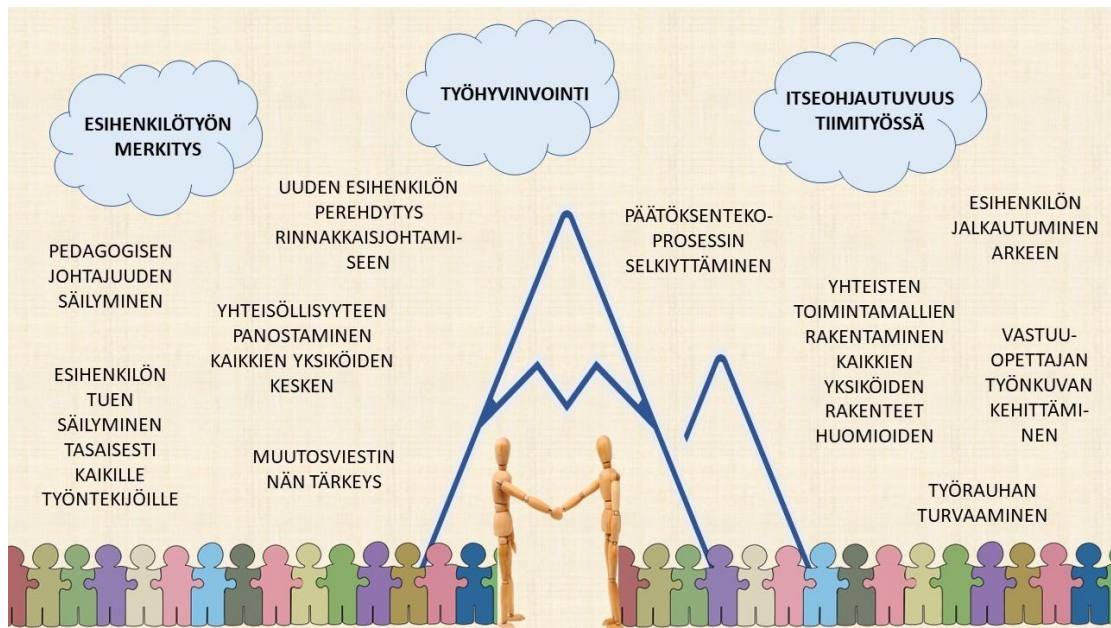 ESIHENKILÖTYÖN
MERKITYS
TYÖHYVINVOINTI
ITSEOHJAUTUVUUS
TIIMITYÖSSÄ
PEDAGOGISEN
JOHTAJUUDEN
SÄILYMINEN
UUDEN ESIHENKILÖN
PEREHDYTYS
RINNAKKAISJOHTAMI-
SEEN
PÄÄTÖKSENTEKO-
PROSESSIN
SELKIYTTÄMINEN
ESIHENKILÖN
JALKAUTUMINEN
ARKEEN
YHTEISÖLLISYYTEEN
PANOSTAMINEN
KAIKKIEN YKSIKÖIDEN
KESKEN
YHTEISTEN
TOIMINTAMALLIEN
RAKENTAMINEN
KAIKKIEN
YKSIKÖIDEN
RAKENTEET
HUOMIOIDEN
VASTUU-
OPETTAJAN
TYÖNKUVAN
KEHITTÄMI-
NEN
ESIHENKILÖN
TUEN
SÄILYMINEN
TASAISESTI
KAIKILLE
TYÖNTEKIJÖILLE
MUUTOSVIESTIN
NÄN TÄRKEYS
TYÖRAUHAN
TURVAAMINEN